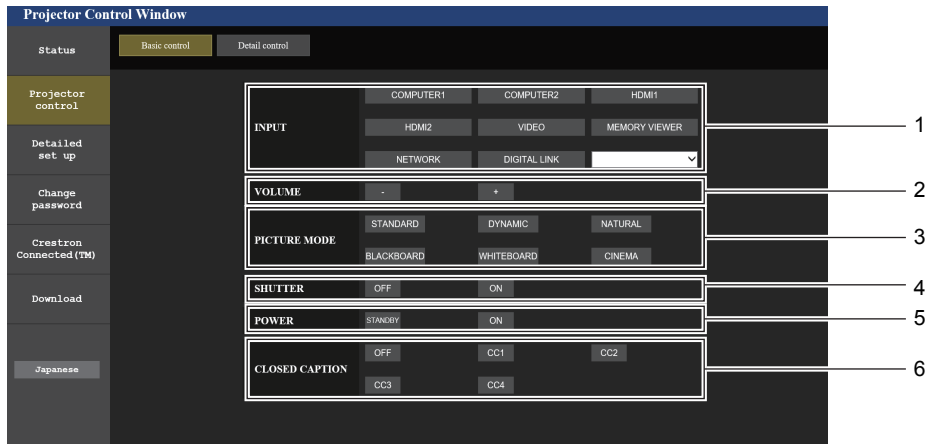 Projector Control Window
Status
Basic control
Detail control
Projector
control
Detailed
set up
Change
password
Crestron
Connected(TM)
Download
Japanese
INPUT
COMPUTER1 COMPUTER2 HDMI1
HDMI2 VIDEO MEMORY VIEWER
NETWORK DIGITAL LINK
1
VOLUME - +
2
PICTURE MODE
STANDARD DYNAMIC NATURAL
BLACKBOARD WHITEBOARD CINEMA
3
SHUTTER OFF ON
4
POWER STANDBY ON
5
CLOSED CAPTION
OFF CC1 CC2
CC3 CC4
6